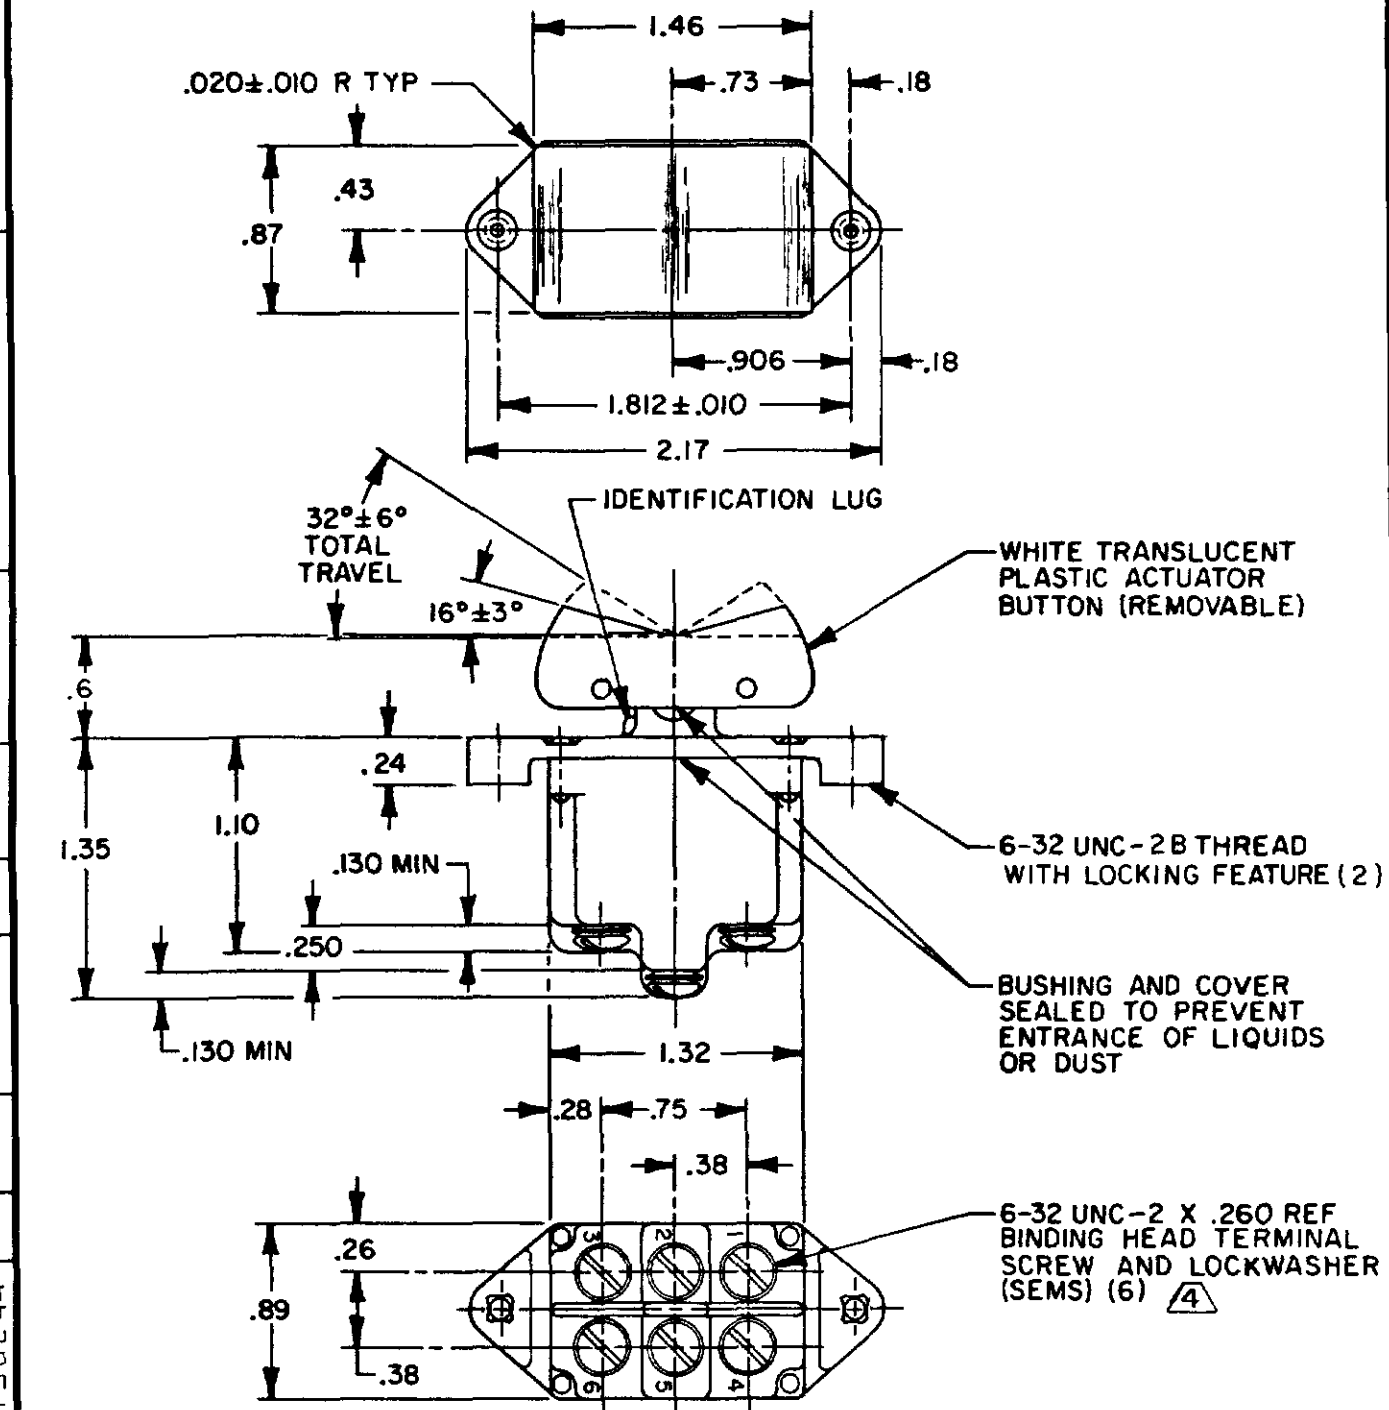 1.46
.020±.010 R TYP
.73
.18
.43
.87
.906
.18
1.812±.010
2.17
IDENTIFICATION LUG
32°±6°
TOTAL
TRAVEL
16°±3°
WHITE TRANSLUCENT
PLASTIC ACTUATOR
BUTTON (REMOVABLE)
.6
.24
1.10
1.35
.130 MIN
6-32 UNC-2B THREAD
WITH LOCKING FEATURE (2)
.250
BUSHING AND COVER
SEALED TO PREVENT
ENTRANCE OF LIQUIDS
OR DUST
.130 MIN
1.32
.28
.75
.38
6-32 UNC-2 X .260 REF
BINDING HEAD TERMINAL
SCREW AND LOCKWASHER
(SEMS) (6) 4
.26
3 2 1
.89
.38
6 5 4